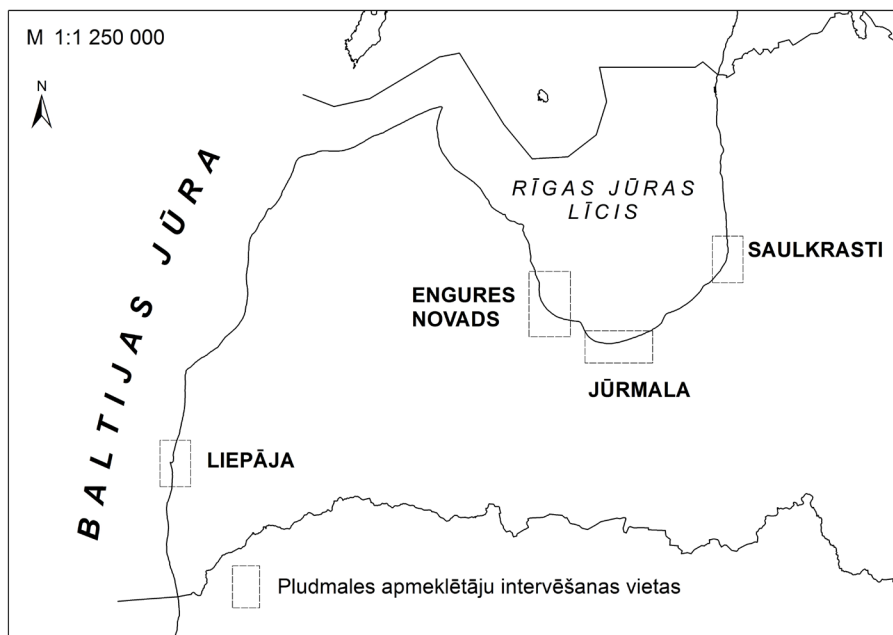 M 1:1 250 000
N
BALTIJAS JŪRA
RĪGAS JŪRAS
LĪCIS
SAULKRASTI
ENGURES
NOVADS
JŪRMALA
LIEPĀJA
Pludmales apmeklētāju intervēšanas vietas